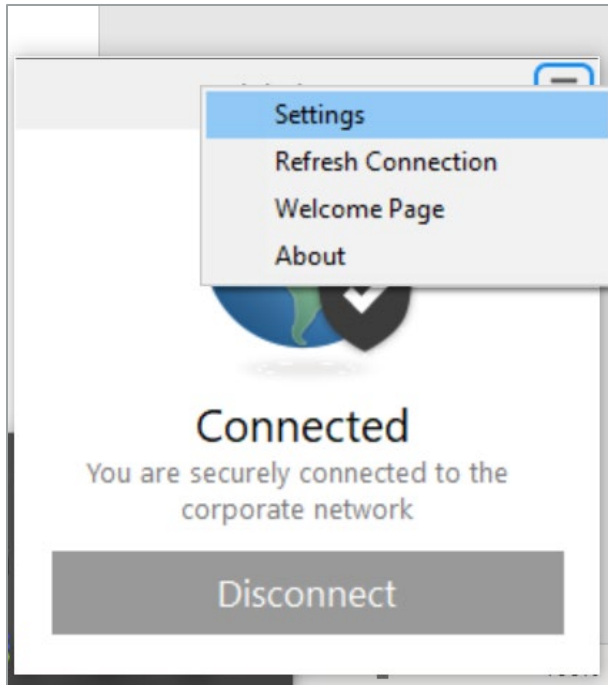 Settings
Refresh Connection
Welcome Page
About
Connected
You are securely connected to the
corporate network
Disconnect